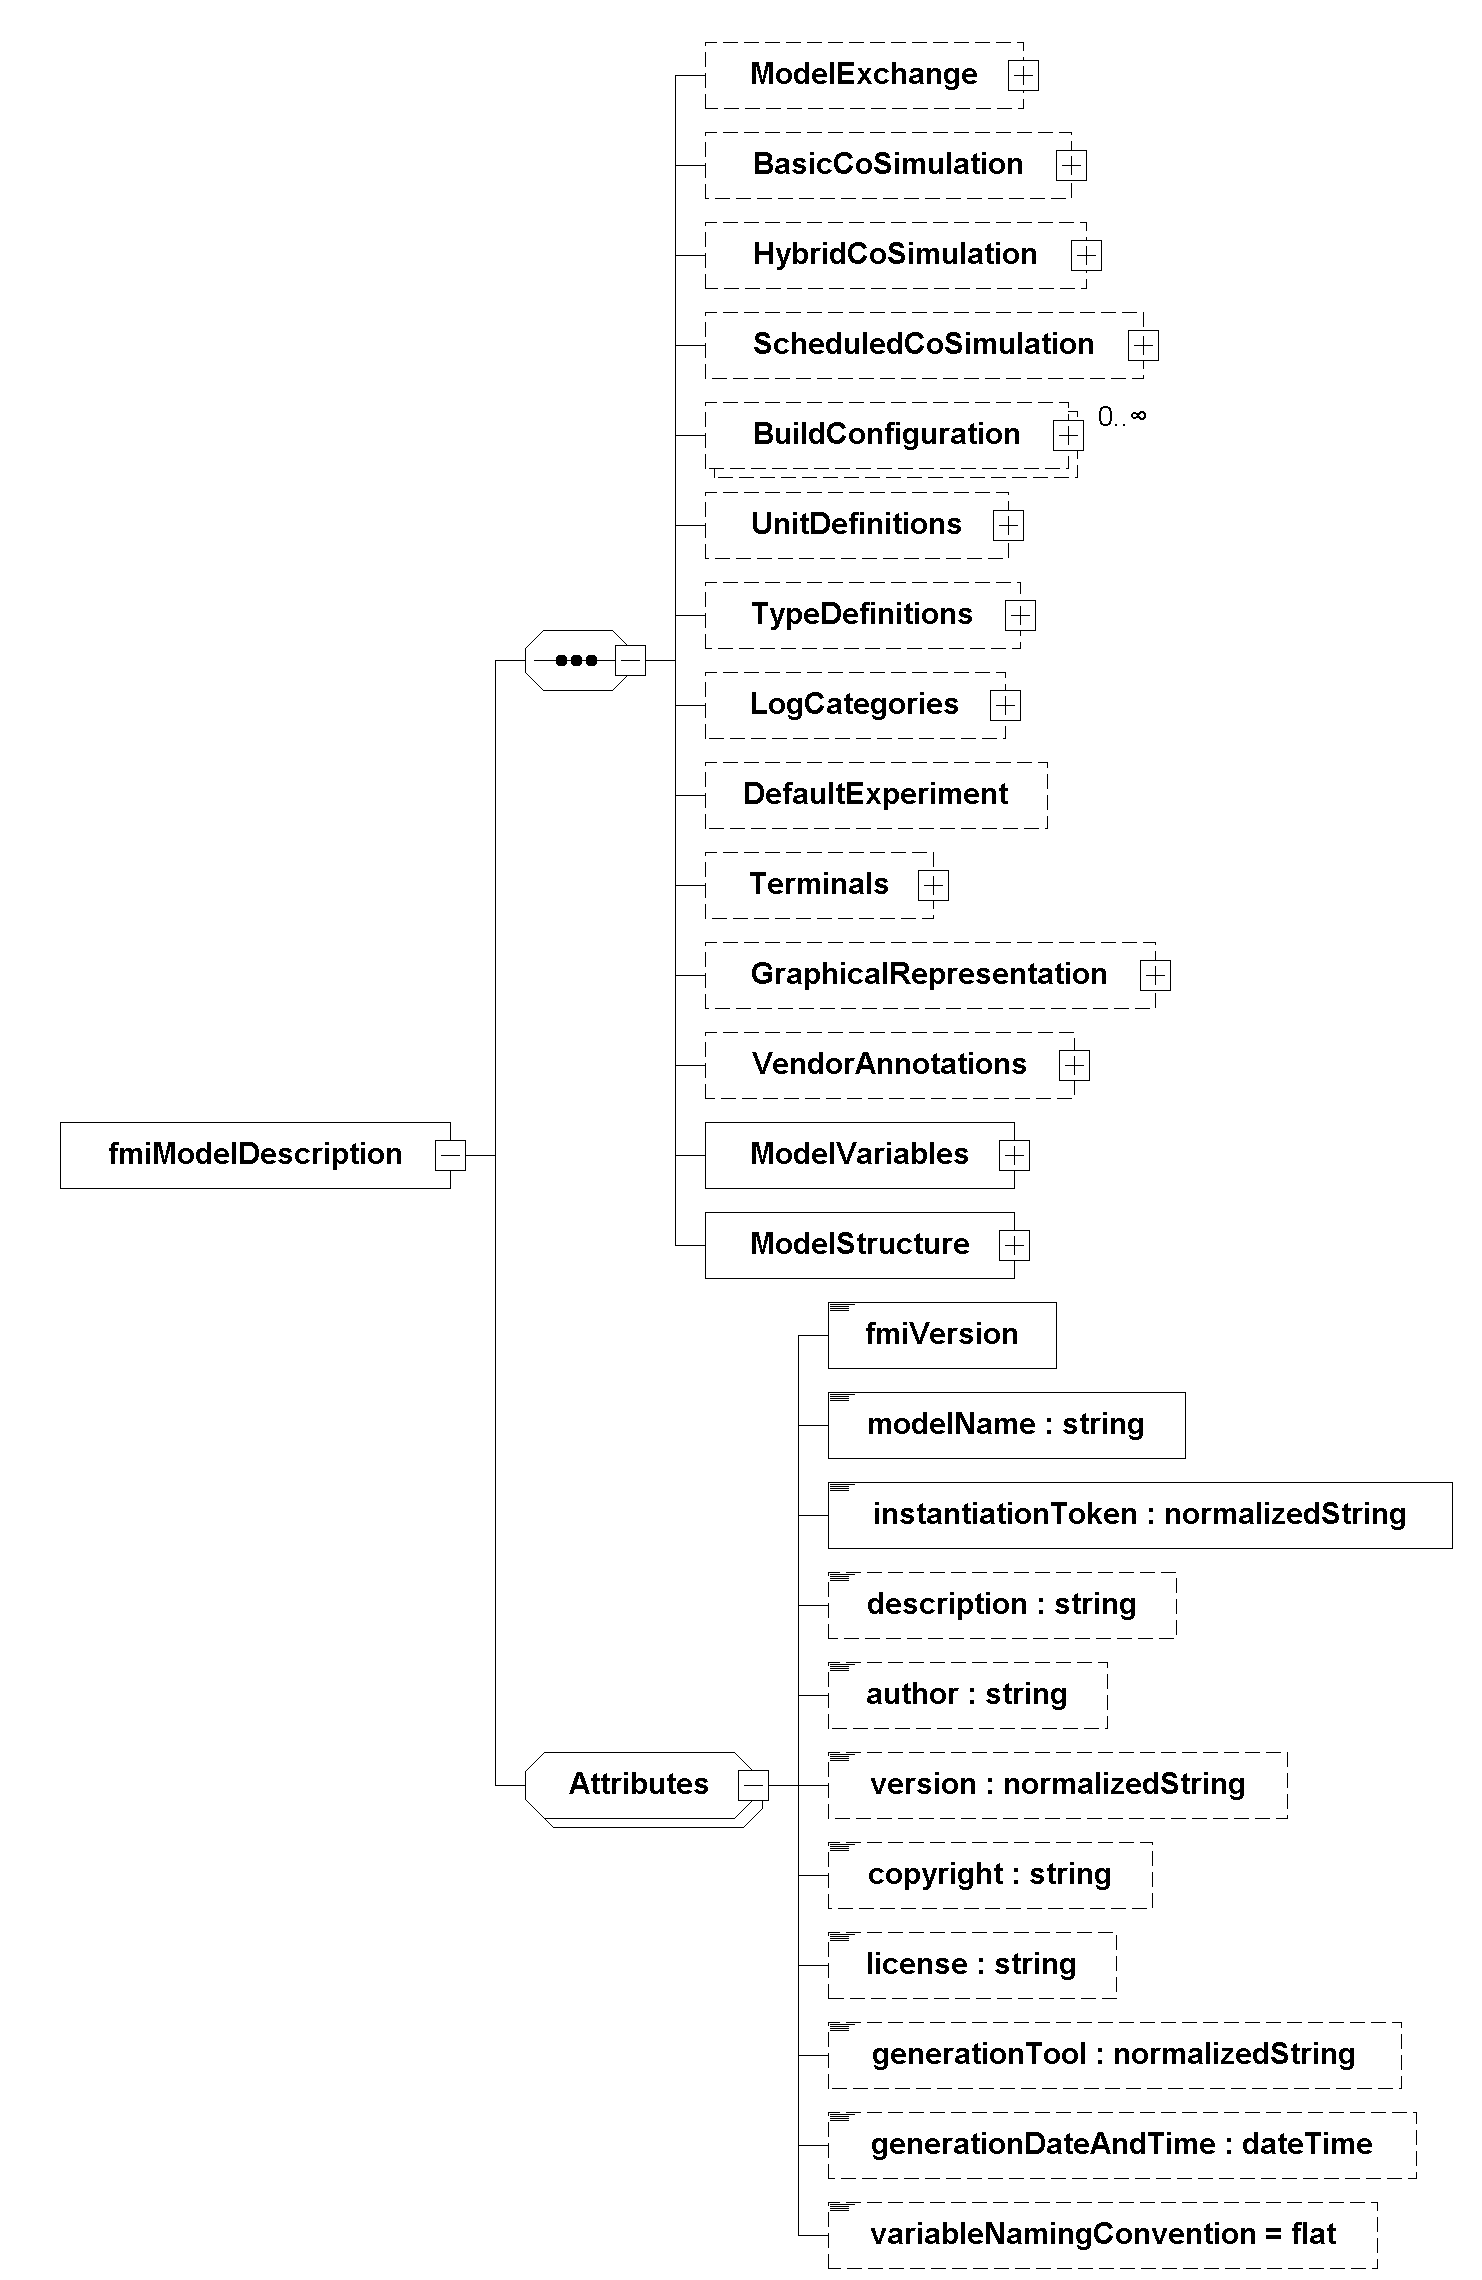 ModelExchange
BasicCoSimulation
HybridCoSimulation
ScheduledCoSimulation
BuildConfiguration
0..∞
UnitDefinitions
TypeDefinitions
LogCategories
DefaultExperiment
Terminals
GraphicalRepresentation
VendorAnnotations
fmiModelDescription
ModelVariables
ModelStructure
fmiVersion
modelName : string
instantiationToken : normalizedString
description : string
author : string
Attributes
version : normalizedString
copyright : string
license : string
generationTool : normalizedString
generationDateAndTime : dateTime
variableNamingConvention = flat